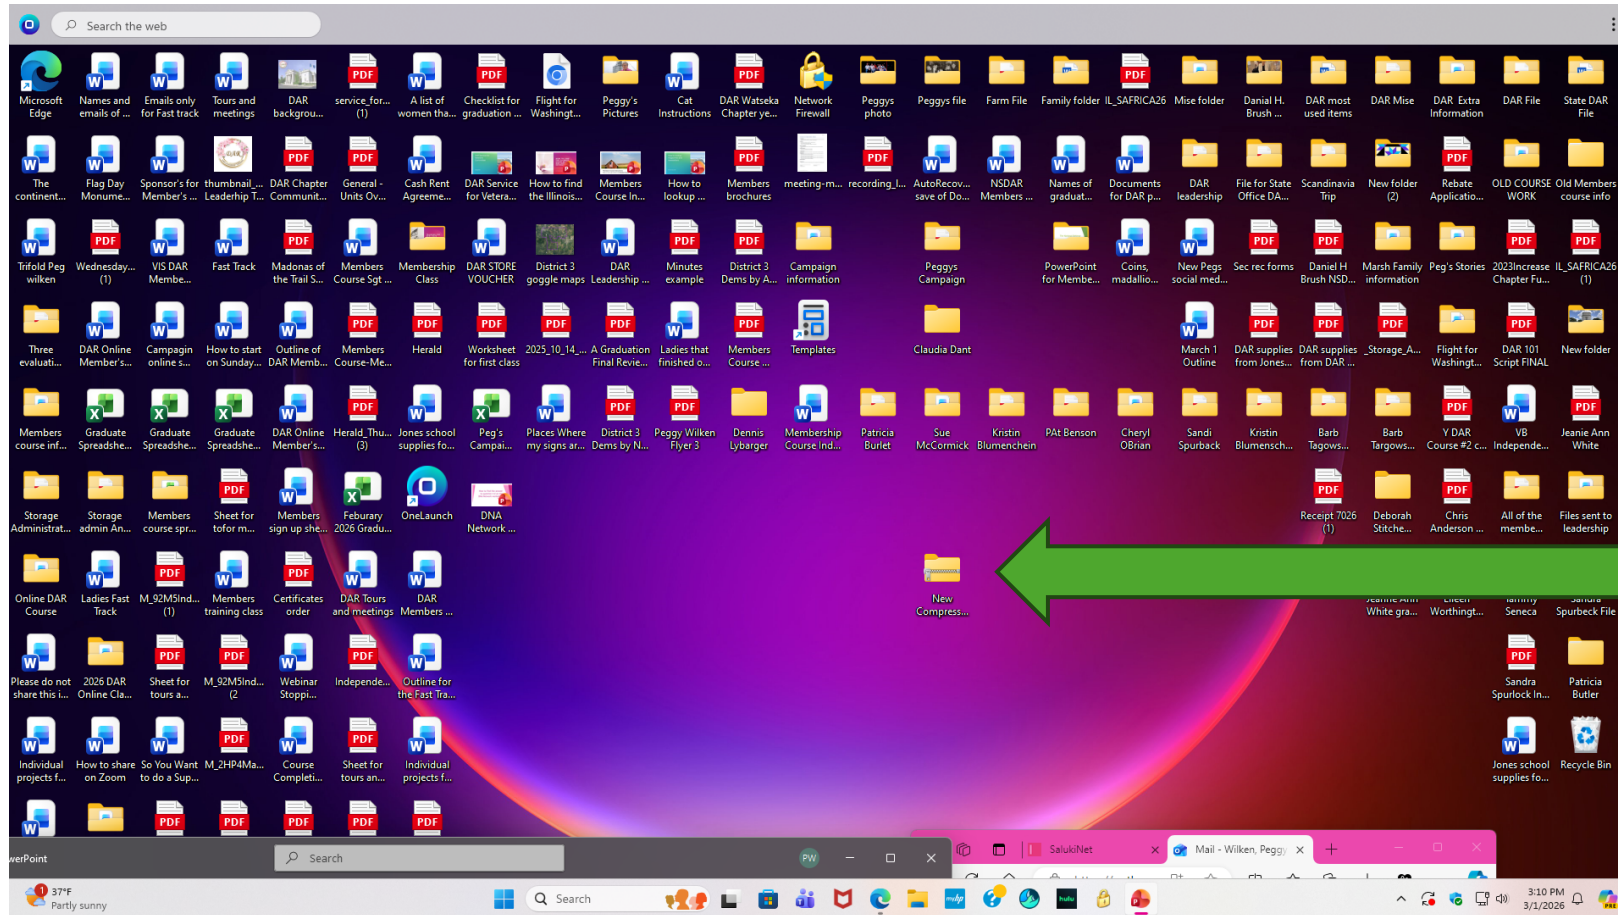 Search the web
Microsoft Edge
Names and emails of ...
Emails only for Fast track
Tours and meetings
DAR backgrou...
service_for... (1)
A list of women tha...
Checklist for graduation ...
Flight for Washingt...
Peggy's Pictures
Cat Instructions
DAR Watseka Chapter ye...
Network Firewall
Peggys photo
Peggys file
Farm File
Family folder
IL_SAFRICA26
Mise folder
Danial H. Brush ...
DAR most used items
DAR Mise
DAR Extra Information
DAR File
State DAR File
The continent...
Flag Day Monume...
Sponsor's for Member's ...
thumbnail_... Leaderhip T...
DAR Chapter Communit...
General - Units Ov...
Cash Rent Agreeme...
DAR Service for Vetera...
How to find the Illinois...
Members Course In...
How to lookup ...
Members brochures
meeting-m...
recording_l...
AutoRecov... save of Do...
NSDAR Members ...
Names of graduat...
Documents for DAR p...
DAR leadership
File for State Office DA...
Scandinavia Trip
New folder (2)
Rebate Applicatio...
OLD COURSE WORK
Old Members course info
Trifold Peg wilken
Wednesday... (1)
VIS DAR Membe...
Fast Track
Madonas of the Trail S...
Members Course Sgt ...
Membership Class
DAR STORE VOUCHER
District 3 goggle maps
DAR Leadership ...
Minutes example
District 3 Dems by A...
Campaign information
Peggys Campaign
PowerPoint for Membe...
Coins, madallio...
New Pegs social med...
Sec rec forms
Daniel H Brush NSD...
Marsh Family information
Peg's Stories
2023Increase Chapter Fu...
IL_SAFRICA26 (1)
Three evaluati...
DAR Online Member's...
Campagin online s...
How to start on Sunday...
Outline of DAR Memb...
Members Course-Me...
Herald
Worksheet for first class
2025_10_14_...
A Graduation Final Revie...
Ladies that finished o...
Members Course ...
Templates
Claudia Dant
March 1 Outline
DAR supplies from Jones...
DAR supplies from DAR ...
_Storage_A...
Flight for Washingt...
DAR 101 Script FINAL
New folder
Members course inf...
Graduate Spreadshe...
Graduate Spreadshe...
Graduate Spreadshe...
DAR Online Member's...
Herald_Thu... (3)
Jones school supplies fo...
Peg's Campai...
Places Where my signs ar...
District 3 Dems by N...
Peggy Wilken Flyer 3
Dennis Lybarger
Membership Course Ind...
Patricia Burlet
Sue McCormick
Kristin Blumenchein
PAt Benson
Cheryl OBrian
Sandi Spurback
Kristin Blumensch...
Barb Tagows...
Barb Targows...
Y DAR Course #2 c...
VB Independe...
Jeanie Ann White
Storage Administrat...
Storage admin An...
Members course spr...
Sheet for tofor m...
Members sign up she...
Feburary 2026 Gradu...
OneLaunch
DNA Network ...
Receipt 7026 (1)
Deborah Stitche...
Chris Anderson ...
All of the membe...
Files sent to leadership
Online DAR Course
Ladies Fast Track
M_92M5Ind... (1)
Members training class
Certificates order
DAR Tours and meetings
DAR Members ...
New Compress...
Jeanne Ann White gra...
Eileen Worthingt...
Tammy Seneca
Sandra Spurbeck File
Please do not share this i...
2026 DAR Online Cla...
Sheet for tours a...
M_92M5Ind... (2
Webinar Stoppi...
Independe...
Outline for the Fast Tra...
Sandra Spurlock In...
Patricia Butler
Individual projects f...
How to share on Zoom
So You Want to do a Sup...
M_2HP4Ma...
Course Completi...
Sheet for tours an...
Individual projects f...
Jones school supplies fo...
Recycle Bin
werPoint
Search
PW
SalukiNet
Mail - Wilken, Peggy
1
37°F
Partly sunny
Search
myhp
hulu
3:10 PM
3/1/2026
PRE